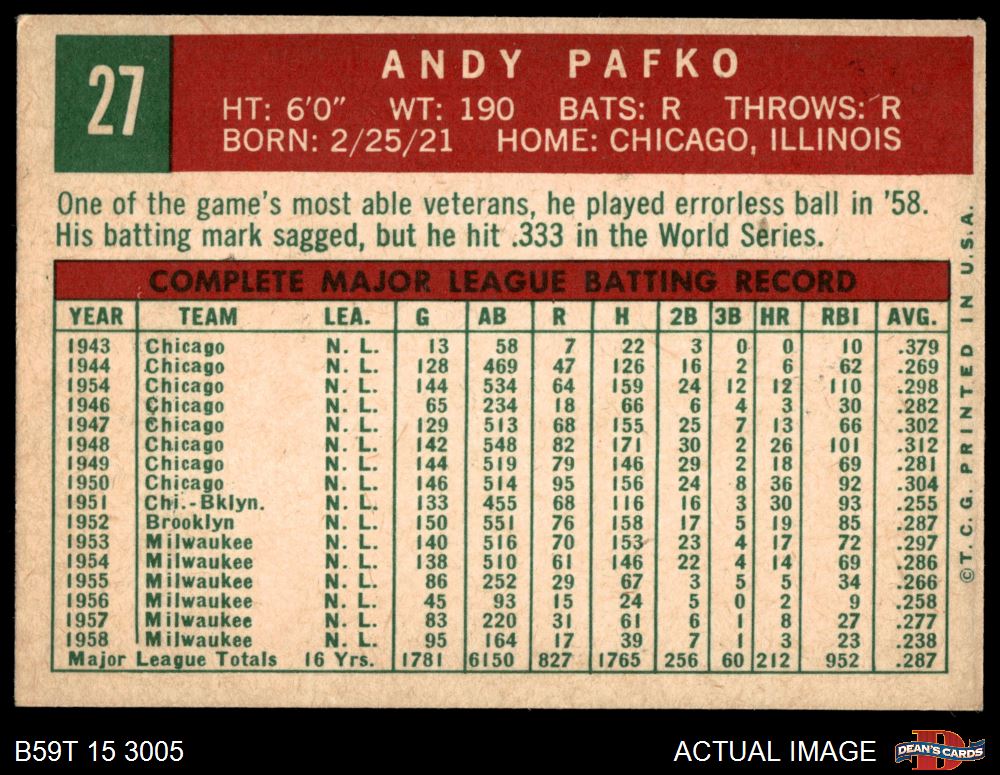 27
ANDY PAFKO
HT: 6'0" WT: 190 BATS: R THROWS: R
BORN: 2/25/21 HOME: CHICAGO, ILLINOIS
One of the game's most able veterans, he played errorless ball in '58.
His batting mark sagged, but he hit .333 in the World Series.
COMPLETE MAJOR LEAGUE BATTING RECORD
YEAR TEAM LEA. G AB R H 2B 3B HR RBI AVG.
1943 Chicago N. L. 13 58 7 22 3 0 0 10 .379
1944 Chicago N. L. 128 469 47 126 16 2 6 62 .269
1954 Chicago N. L. 144 534 64 159 24 12 12 110 .298
1946 Chicago N. L. 65 234 18 66 6 4 3 30 .282
1947 Chicago N. L. 129 513 68 155 25 7 13 66 .302
1948 Chicago N. L. 142 548 82 171 30 2 26 101 .312
1949 Chicago N. L. 144 519 79 146 29 2 18 69 .281
1950 Chicago N. L. 146 514 95 156 24 8 36 92 .304
1951 Chi.-Bklyn. N. L. 133 455 68 116 16 3 30 93 .255
1952 Brooklyn N. L. 150 551 76 158 17 5 19 85 .287
1953 Milwaukee N. L. 140 516 70 153 23 4 17 72 .297
1954 Milwaukee N. L. 138 510 61 146 22 4 14 69 .286
1955 Milwaukee N. L. 86 252 29 67 3 5 5 34 .266
1956 Milwaukee N. L. 45 93 15 24 5 0 2 9 .258
1957 Milwaukee N. L. 83 220 31 61 6 1 8 27 .277
1958 Milwaukee N. L. 95 164 17 39 7 1 3 23 .238
Major League Totals 16 Yrs. 1781 6150 827 1765 256 60 212 952 .287
©T.C.G. PRINTED IN U.S.A.
B59T 15 3005
ACTUAL IMAGE
D
DEAN'S CARDS